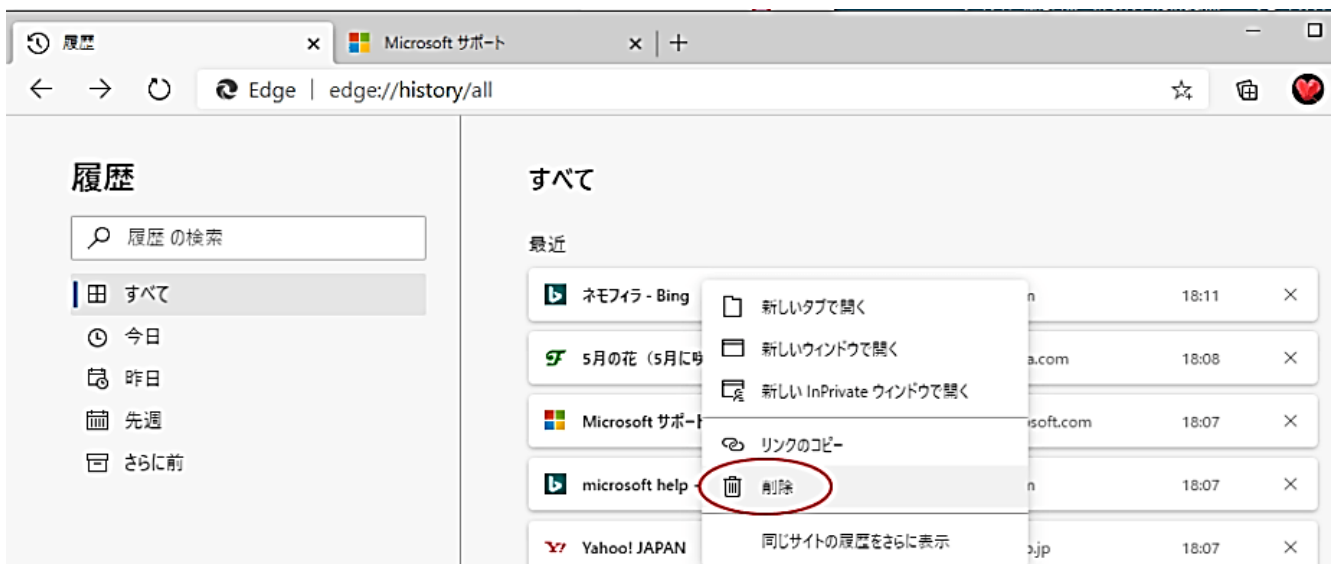 履歴
Microsoft サポート
Edge | edge://history/all
履歴
履歴 の検索
すべて
今日
昨日
先週
さらに前
すべて
最近
ネモフィラ - Bing 18:11
5月の花（5月に a.com 18:08
Microsoft サポート soft.com 18:07
microsoft help - 18:07
Yahoo! JAPAN .jp 18:07
新しいタブで開く
新しいウィンドウで開く
新しい InPrivate ウィンドウで開く
リンクのコピー
削除
同じサイトの履歴をさらに表示